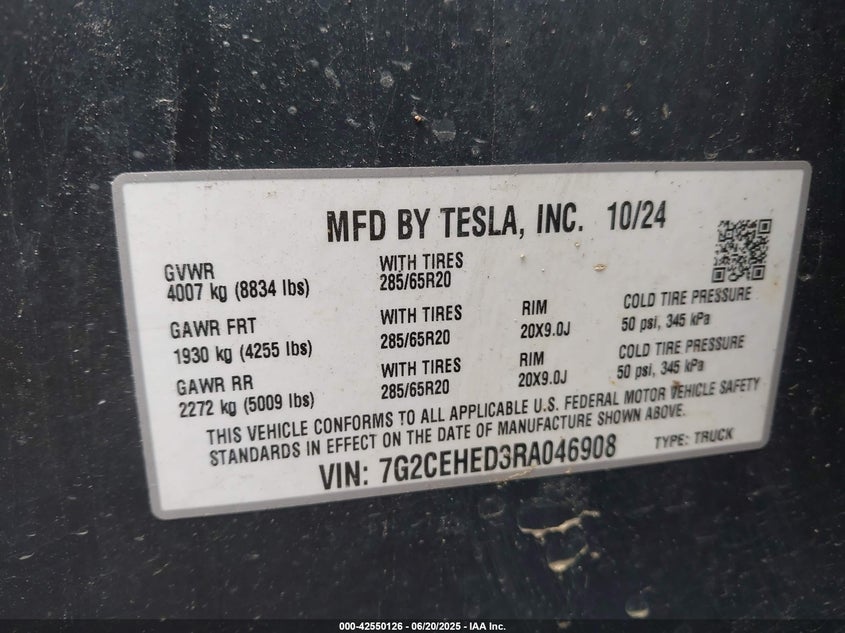 MFD BY TESLA, INC. 10/24
GVWR
4007 kg (8834 lbs)
WITH TIRES
285/65R20
GAWR FRT
1930 kg (4255 lbs)
WITH TIRES
285/65R20
RIM
20X9.0J
COLD TIRE PRESSURE
50 psi, 345 kPa
GAWR RR
2272 kg (5009 lbs)
WITH TIRES
285/65R20
RIM
20X9.0J
COLD TIRE PRESSURE
50 psi, 345 kPa
THIS VEHICLE CONFORMS TO ALL APPLICABLE U.S. FEDERAL MOTOR VEHICLE SAFETY
STANDARDS IN EFFECT ON THE DATE OF MANUFACTURE SHOWN ABOVE.
VIN: 7G2CEHED3RA046908
TYPE: TRUCK
000-42550126 - 06/20/2025 - IAA Inc.